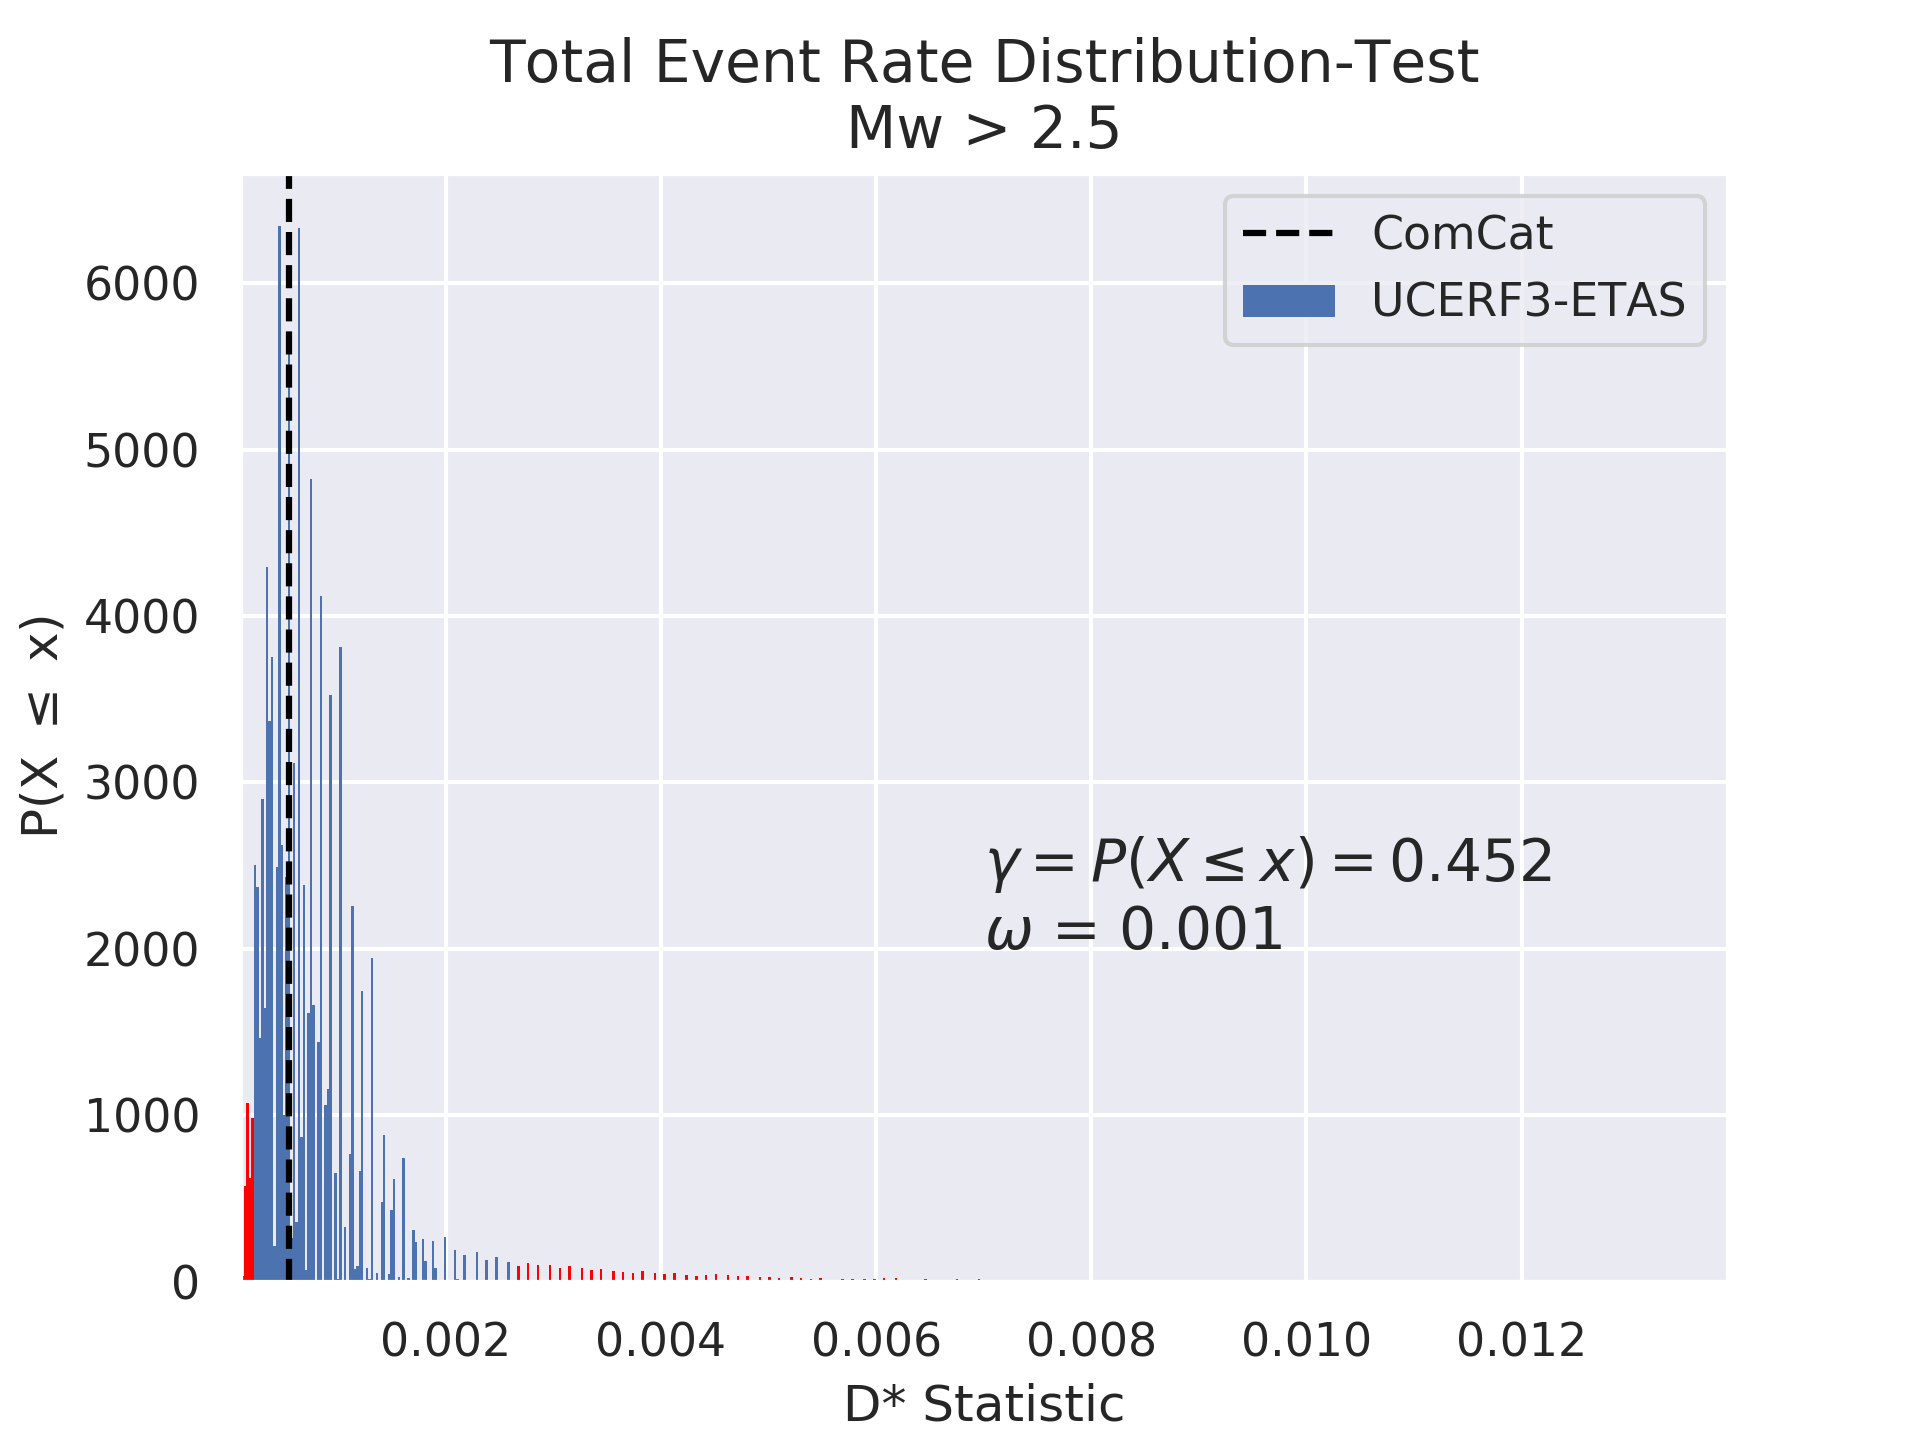 Total Event Rate Distribution-Test
Mw > 2.5
ComCat
UCERF3-ETAS
6000
5000
4000
3000
2000
1000
0
P(X ≤ x)
γ = P(X ≤ x) = 0.452
ω = 0.001
0.002
0.004
0.006
0.008
0.010
0.012
D* Statistic